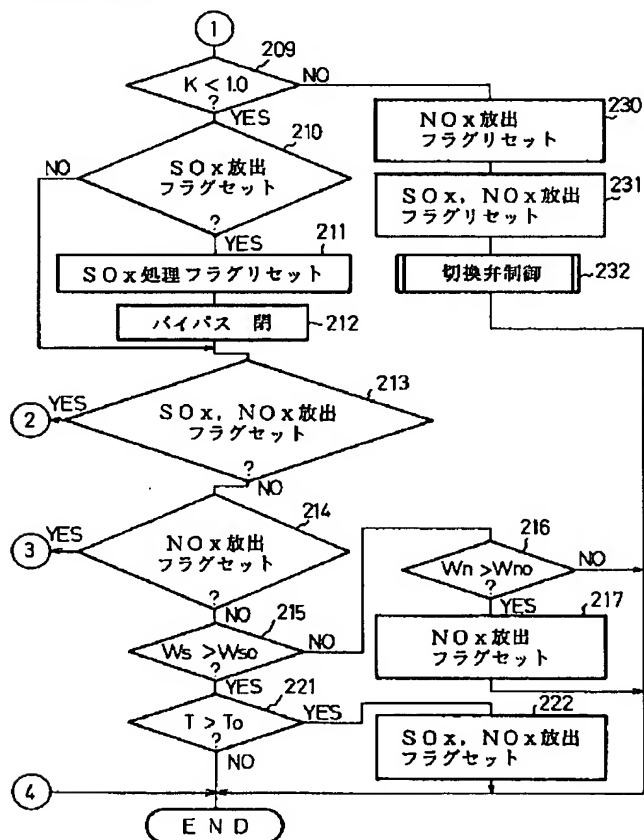 1
209
K < 1.0
?
NO
YES
210
NO
SOx放出
フラグセット
?
YES
211
SOx処理フラグリセット
バイパス 閉
212
230
NOx放出
フラグリセット
231
SOx, NOx放出
フラグリセット
切換弁制御
232
213
YES
2
SOx, NOx放出
フラグセット
?
NO
214
YES
3
NOx放出
フラグセット
?
NO
215
Ws >Wso
?
NO
YES
216
Wn >Wno
?
NO
YES
217
NOx放出
フラグセット
221
T > To
?
YES
NO
222
SOx, NOx放出
フラグセット
4
END